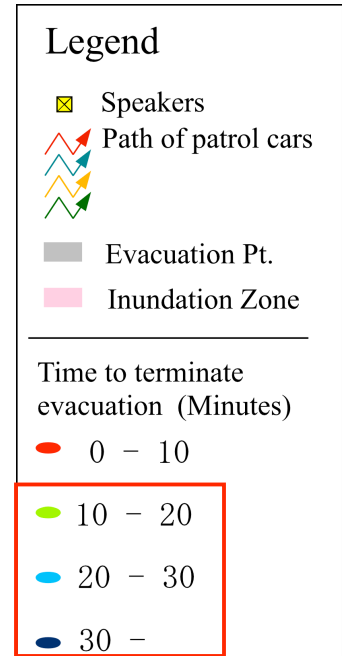 Legend
Speakers
Path of patrol cars
Evacuation Pt.
Inundation Zone
Time to terminate
evacuation (Minutes)
0 - 10
10 - 20
20 - 30
30 -